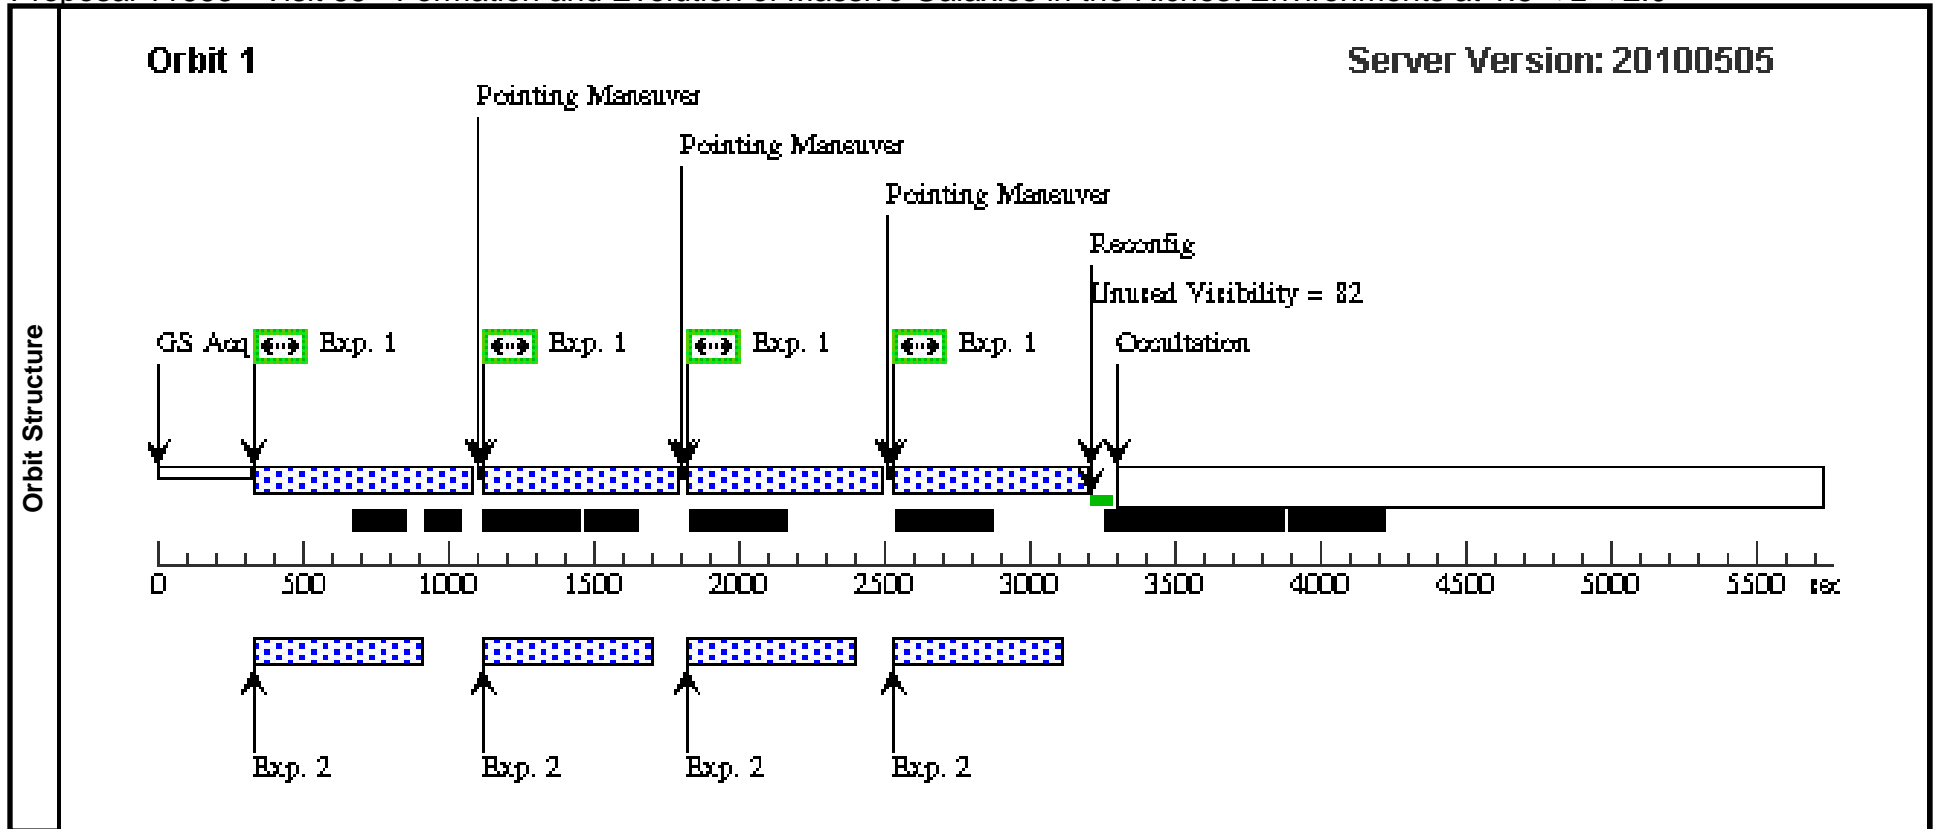 Orbit 1
Server Version: 20100505
Pointing Maneuver
Pointing Maneuver
Pointing Maneuver
Reconfig
Unused Visibility = 82
GS Acq
Exp. 1
Exp. 1
Exp. 1
Exp. 1
Occultation
Orbit Structure
0 500 1000 1500 2000 2500 3000 3500 4000 4500 5000 5500 sec
Exp. 2
Exp. 2
Exp. 2
Exp. 2